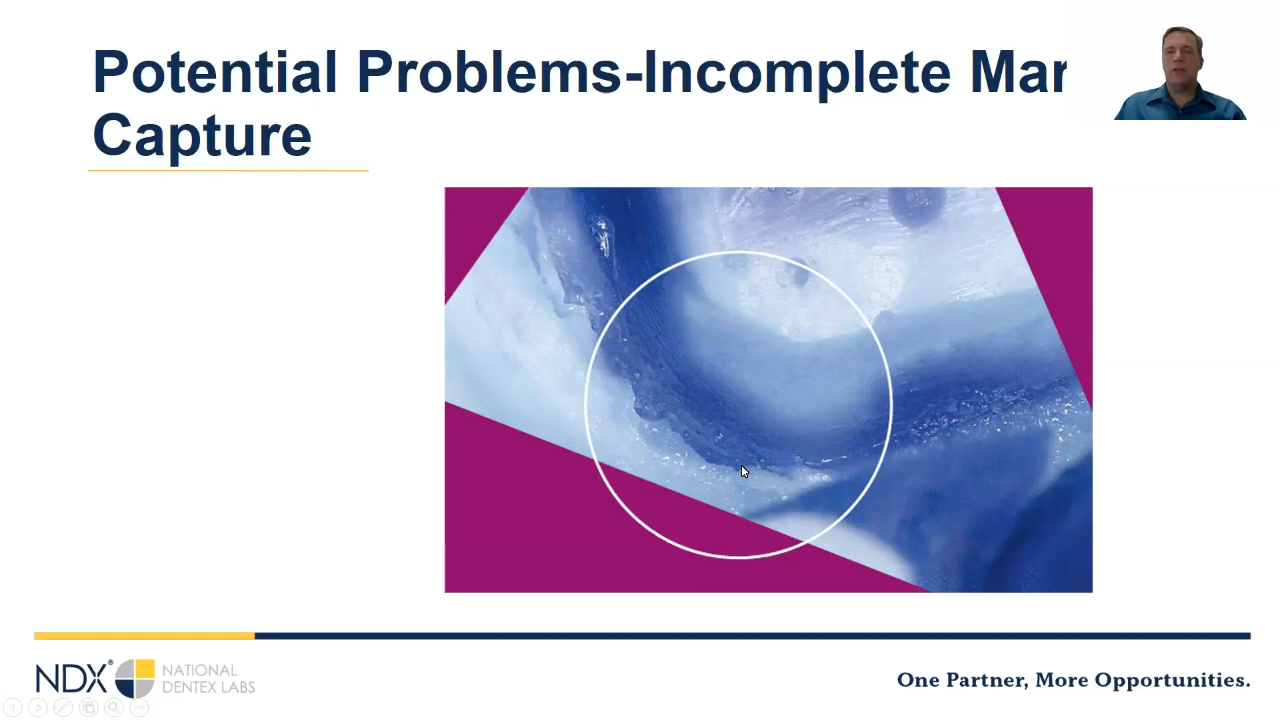 Potential Problems-Incomplete Mar
Capture
NDX®
NATIONAL
DENTEX LABS
One Partner, More Opportunities.